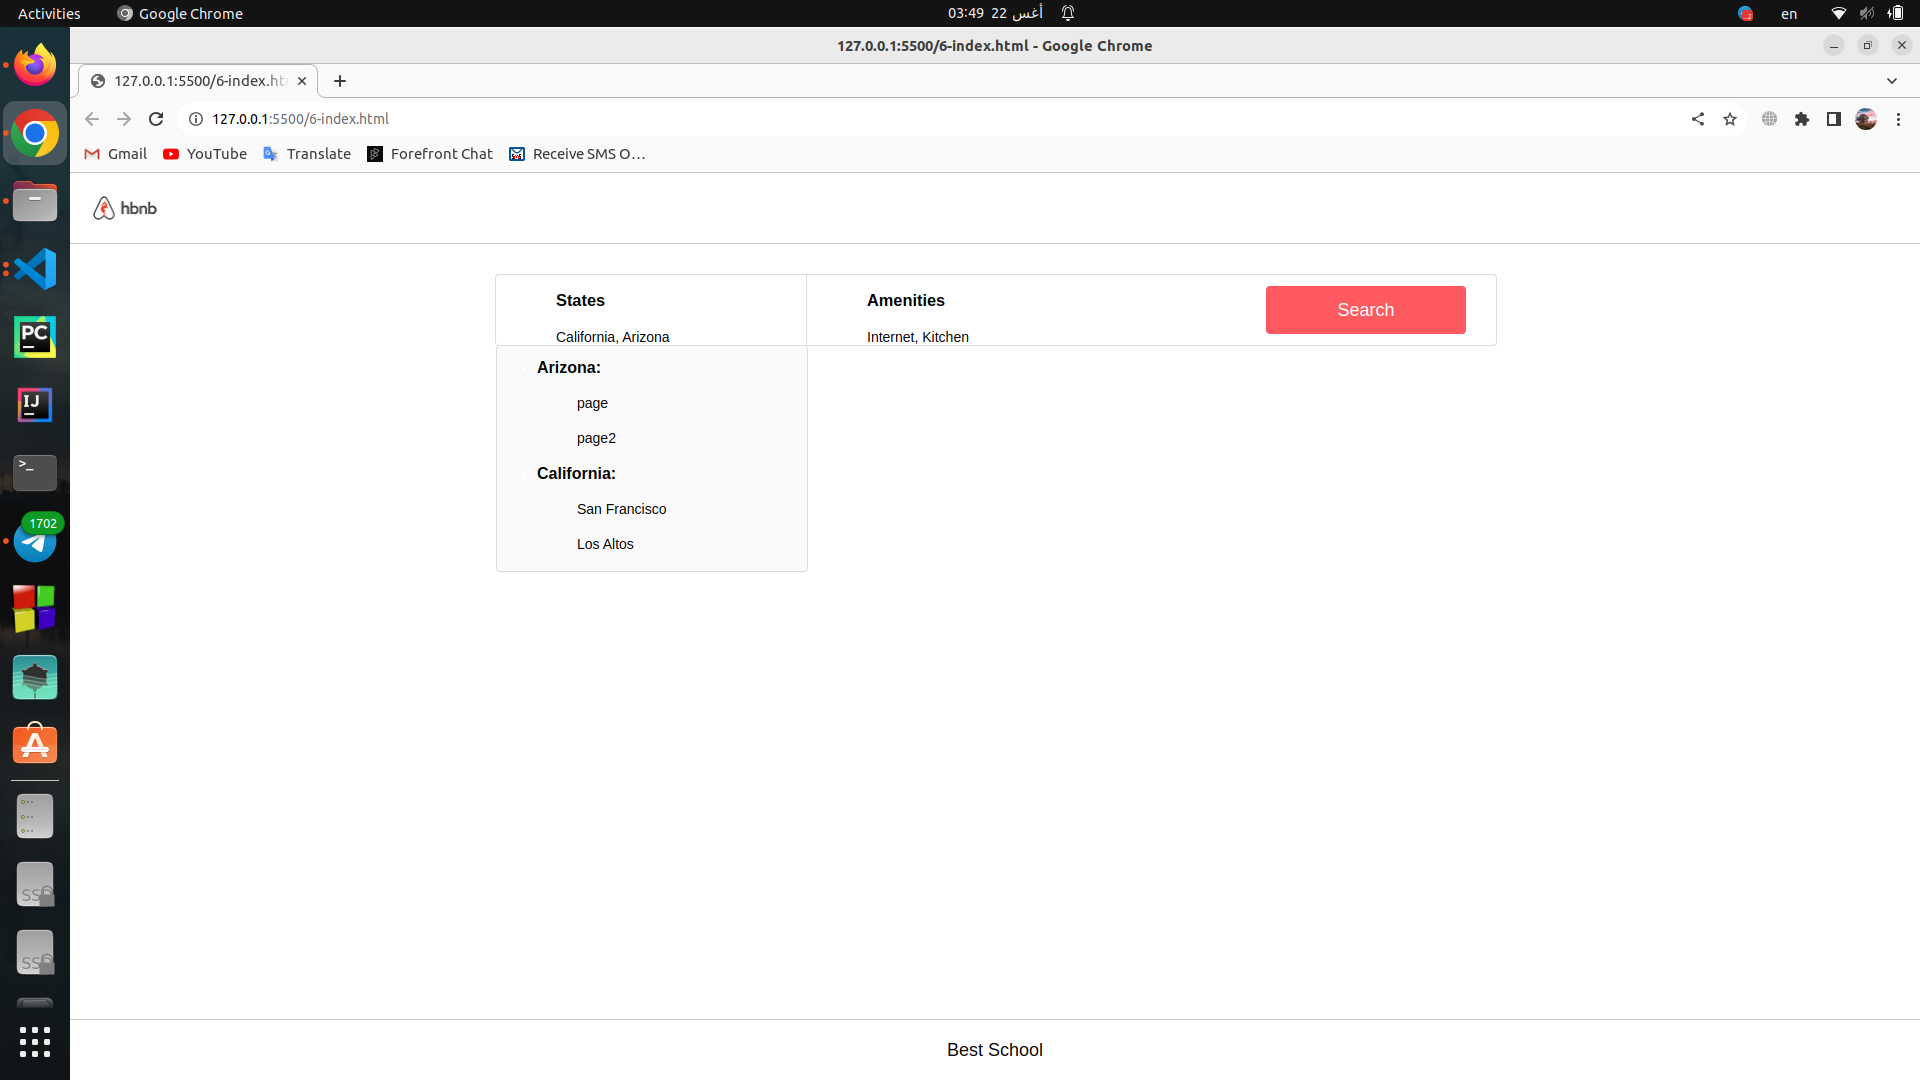 Activities
Google Chrome
03:49 22 أغس
en
127.0.0.1:5500/6-index.html - Google Chrome
127.0.0.1:5500/6-index.ht
127.0.0.1:5500/6-index.html
Gmail
YouTube
Translate
Forefront Chat
Receive SMS O…
hbnb
States
Amenities
Search
California, Arizona
Internet, Kitchen
Arizona:
page
page2
California:
San Francisco
Los Altos
Best School
PC
IJ
>_
1702
SS
SS